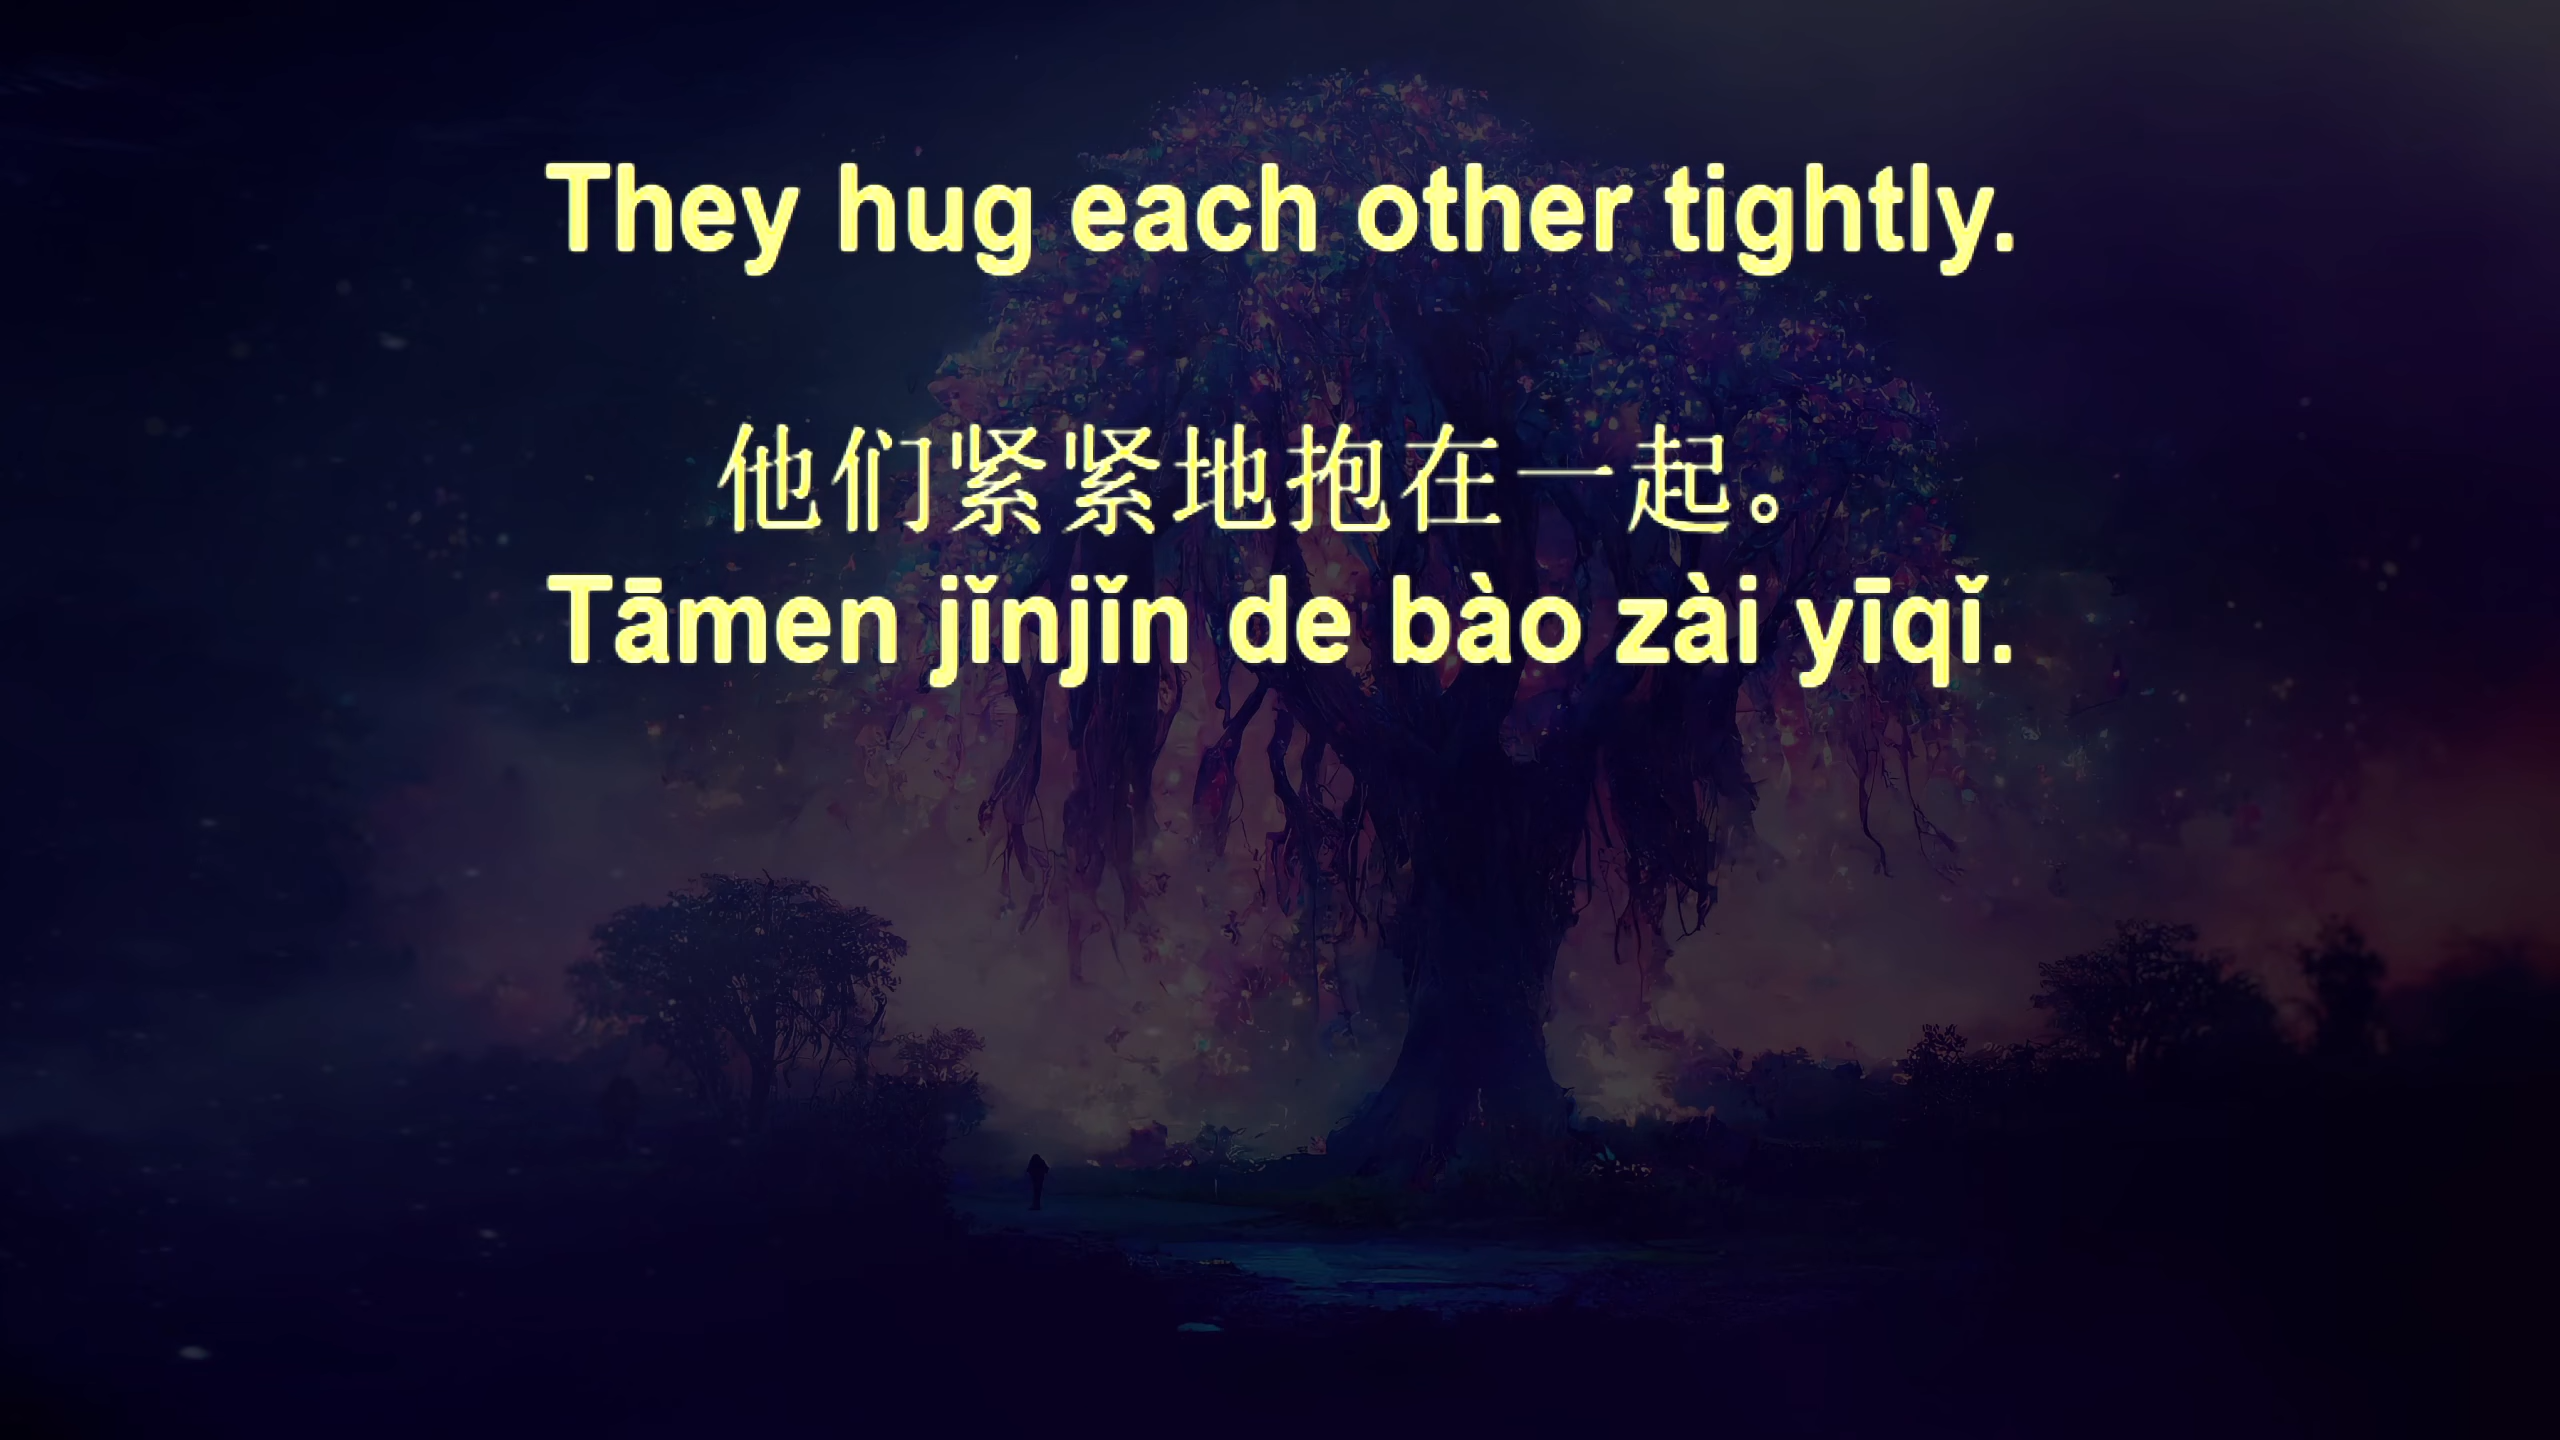 They hug each other tightly.
他们紧紧地抱在一起。
Tāmen jǐnjǐn de bào zài yīqǐ.